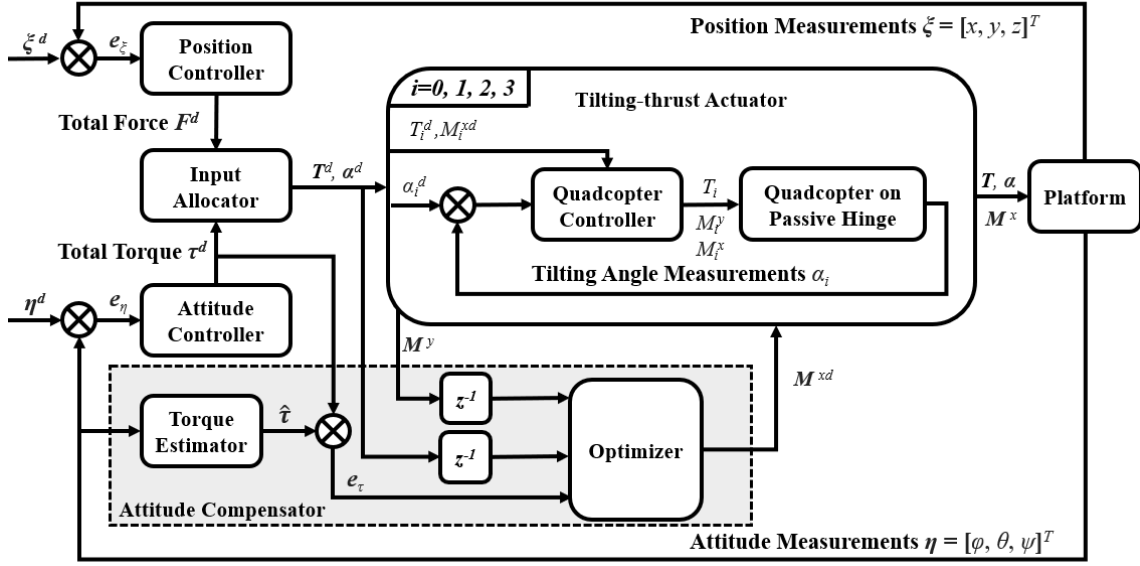 Position Measurements ξ = [x, y, z]^T
ξ^d
e_ξ
Position
Controller
i=0, 1, 2, 3
Tilting-thrust Actuator
Total Force F^d
T_i^d, M_i^xd
Input
Allocator
T^d, α^d
α_i^d
Quadcopter
Controller
T_i
M_i^y
M_i^x
Quadcopter on
Passive Hinge
T, α
M^x
Platform
Total Torque τ^d
Tilting Angle Measurements α_i
η^d
e_η
Attitude
Controller
M^y
M^xd
z^-1
Torque
Estimator
τ̂
z^-1
Optimizer
e_τ
Attitude Compensator
Attitude Measurements η = [φ, θ, ψ]^T